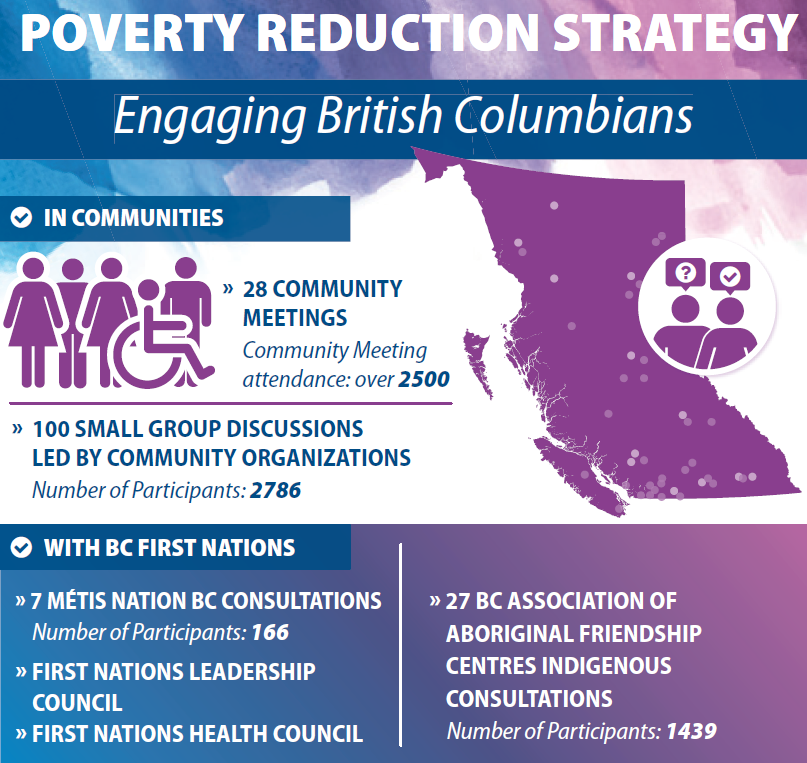 POVERTY REDUCTION STRATEGY
Engaging British Columbians
IN COMMUNITIES
» 28 COMMUNITY
MEETINGS
Community Meeting
attendance: over 2500
» 100 SMALL GROUP DISCUSSIONS
LED BY COMMUNITY ORGANIZATIONS
Number of Participants: 2786
?
WITH BC FIRST NATIONS
» 7 MÉTIS NATION BC CONSULTATIONS
Number of Participants: 166
» FIRST NATIONS LEADERSHIP
COUNCIL
» FIRST NATIONS HEALTH COUNCIL
» 27 BC ASSOCIATION OF
ABORIGINAL FRIENDSHIP
CENTRES INDIGENOUS
CONSULTATIONS
Number of Participants: 1439